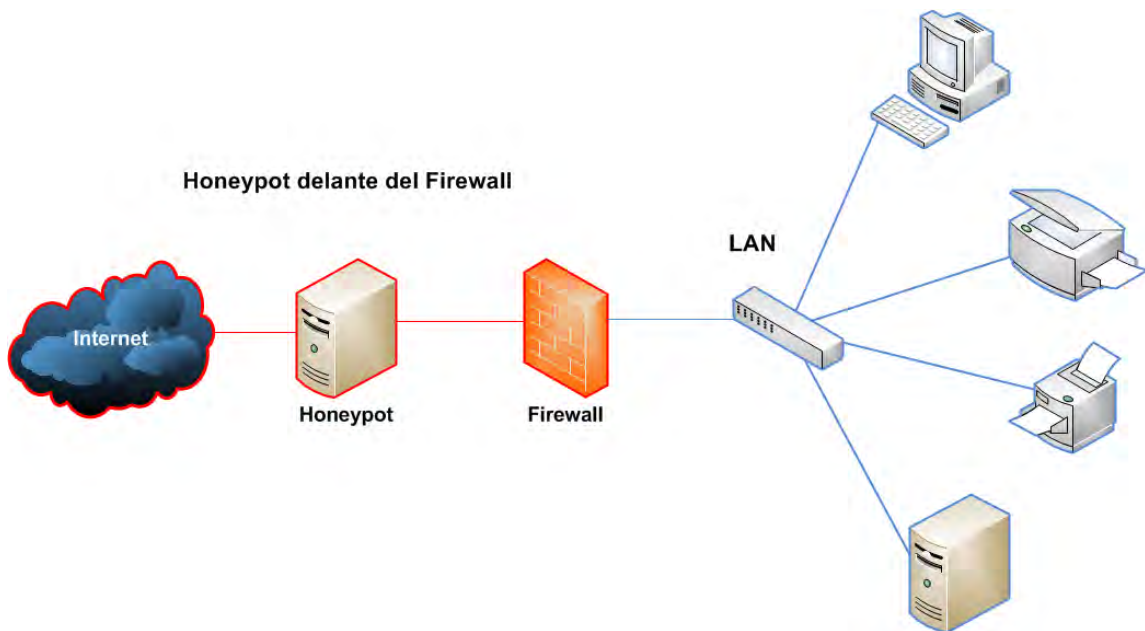 Honeypot delante del Firewall
LAN
Internet
Honeypot
Firewall